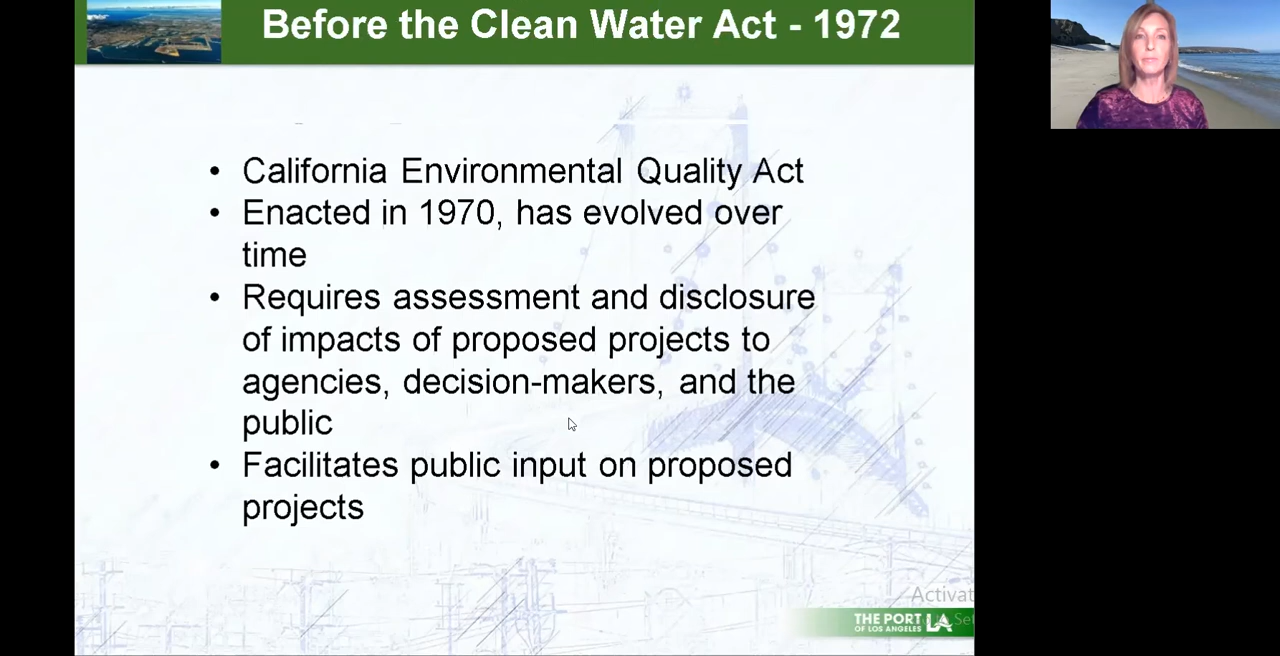 Before the Clean Water Act - 1972
• California Environmental Quality Act
• Enacted in 1970, has evolved over
time
• Requires assessment and disclosure
of impacts of proposed projects to
agencies, decision-makers, and the
public
• Facilitates public input on proposed
projects
Activat
THE PORT
OF LOS ANGELES
LA
Set